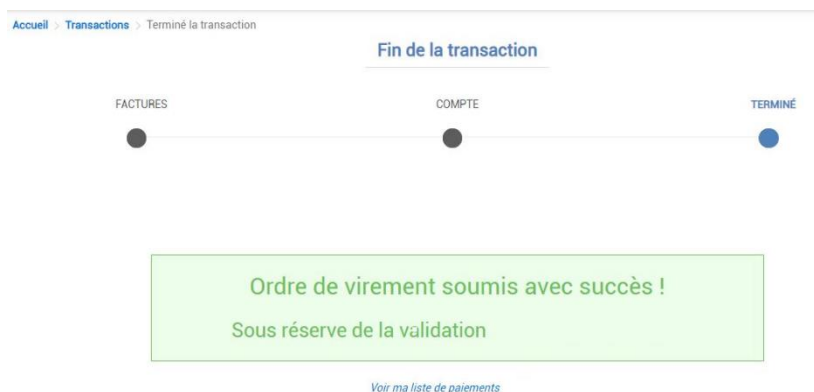 Accueil > Transactions > Terminé la transaction
Fin de la transaction
FACTURES COMPTE TERMINÉ
Ordre de virement soumis avec succès !
Sous réserve de la validation
Voir ma liste de paiements